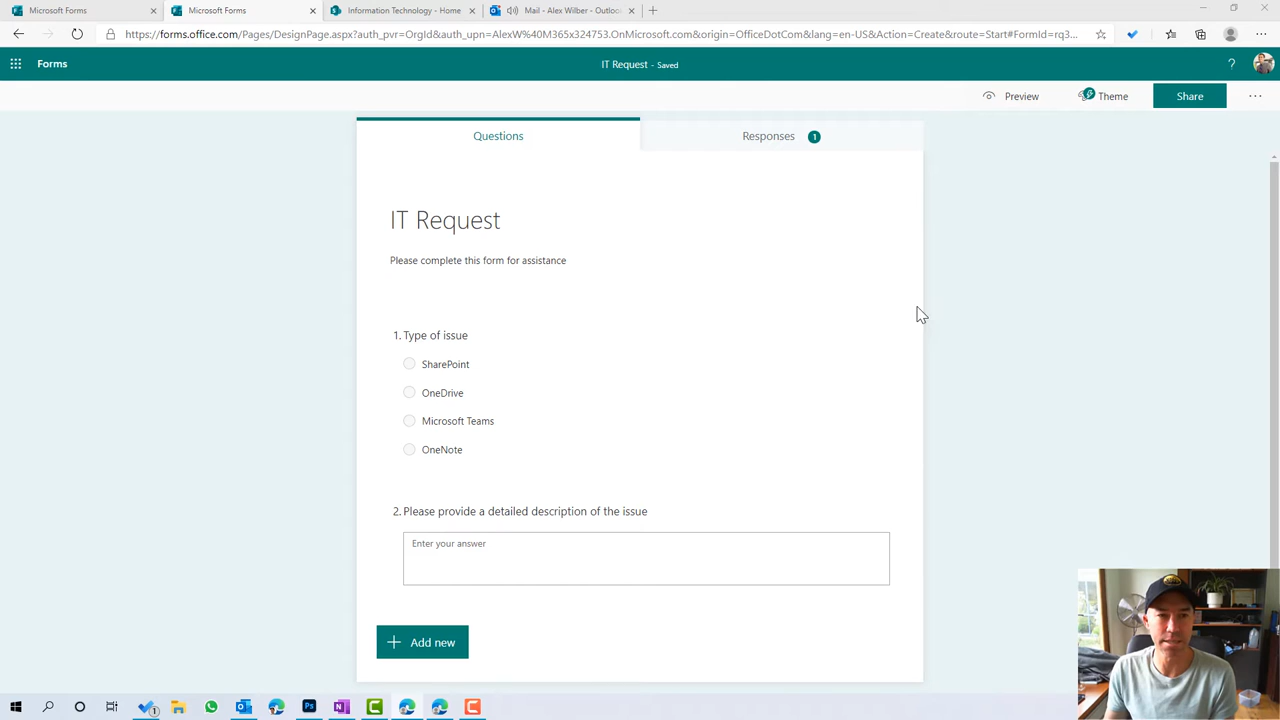 Microsoft Forms
Microsoft Forms
Information Technology - Home
Mail - Alex Wilber - Outloo
https://forms.office.com/Pages/DesignPage.aspx?auth_pvr=OrgId&auth_upn=AlexW%40M365x324753.OnMicrosoft.com&origin=OfficeDotCom&lang=en-US&Action=Create&route=Start#FormId=rq3...
Forms
IT Request - Saved
?
Preview
Theme
Share
Questions
Responses 1
IT Request
Please complete this form for assistance
1. Type of issue
SharePoint
OneDrive
Microsoft Teams
OneNote
2. Please provide a detailed description of the issue
Enter your answer
+ Add new